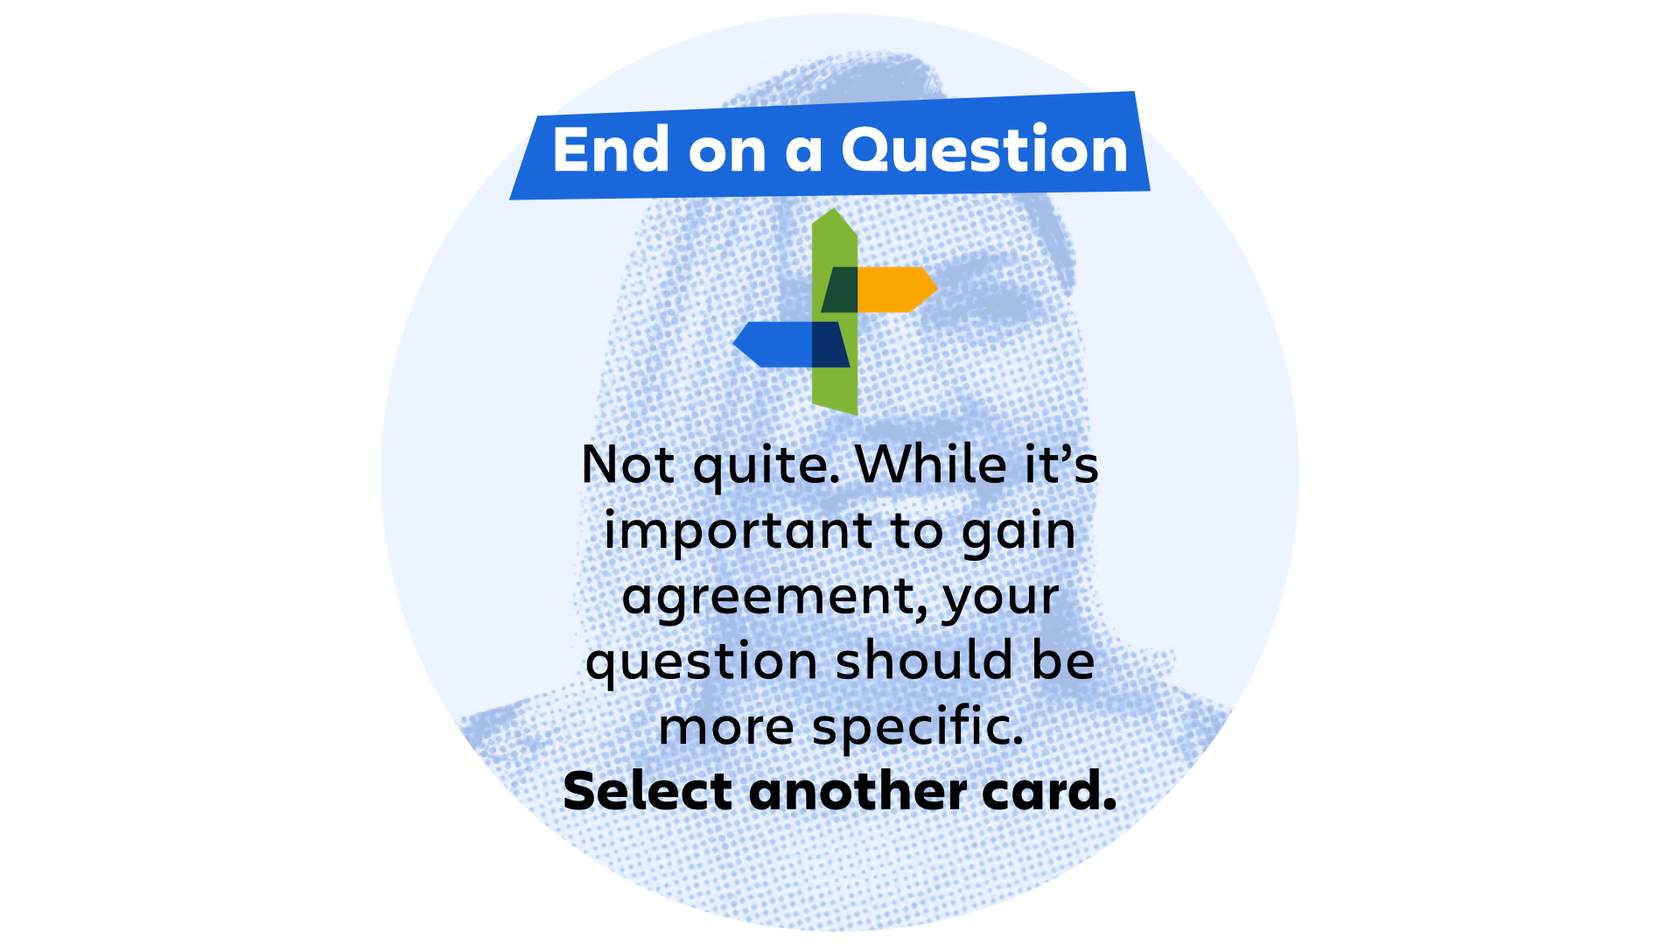 End on a Question
Not quite. While it’s
important to gain
agreement, your
question should be
more specific.
Select another card.